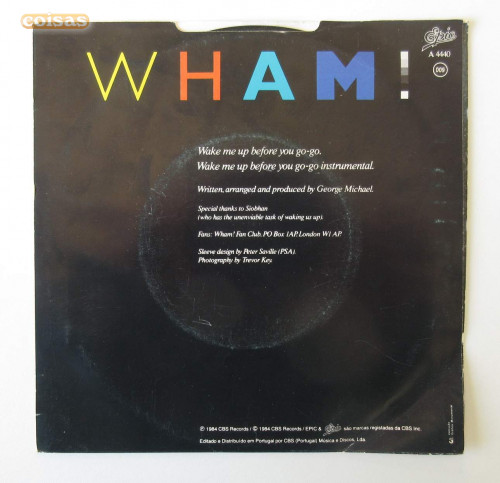 coisas
WHAM!
Epic
A 4440
009
Wake me up before you go-go.
Wake me up before you go-go instrumental.
Written, arranged and produced by George Michael.
Special thanks to Siobhan
(who has the unenviable task of waking us up).
Fans: Wham! Fan Club. PO Box 1AP, London W1 AP.
Sleeve design by Peter Saville (PSA).
Photography by Trevor Key.
℗ 1984 CBS Records / © 1984 CBS Records / EPIC & Epic são marcas registadas da CBS Inc.
Editado e Distribuído em Portugal por CBS (Portugal) Música e Discos, Lda.